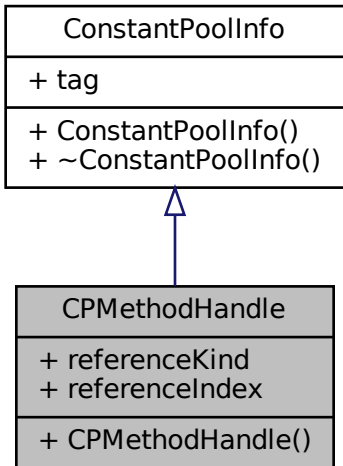 ConstantPoolInfo
+ tag
+ ConstantPoolInfo()
+ ~ConstantPoolInfo()
CPMethodHandle
+ referenceKind
+ referenceIndex
+ CPMethodHandle()